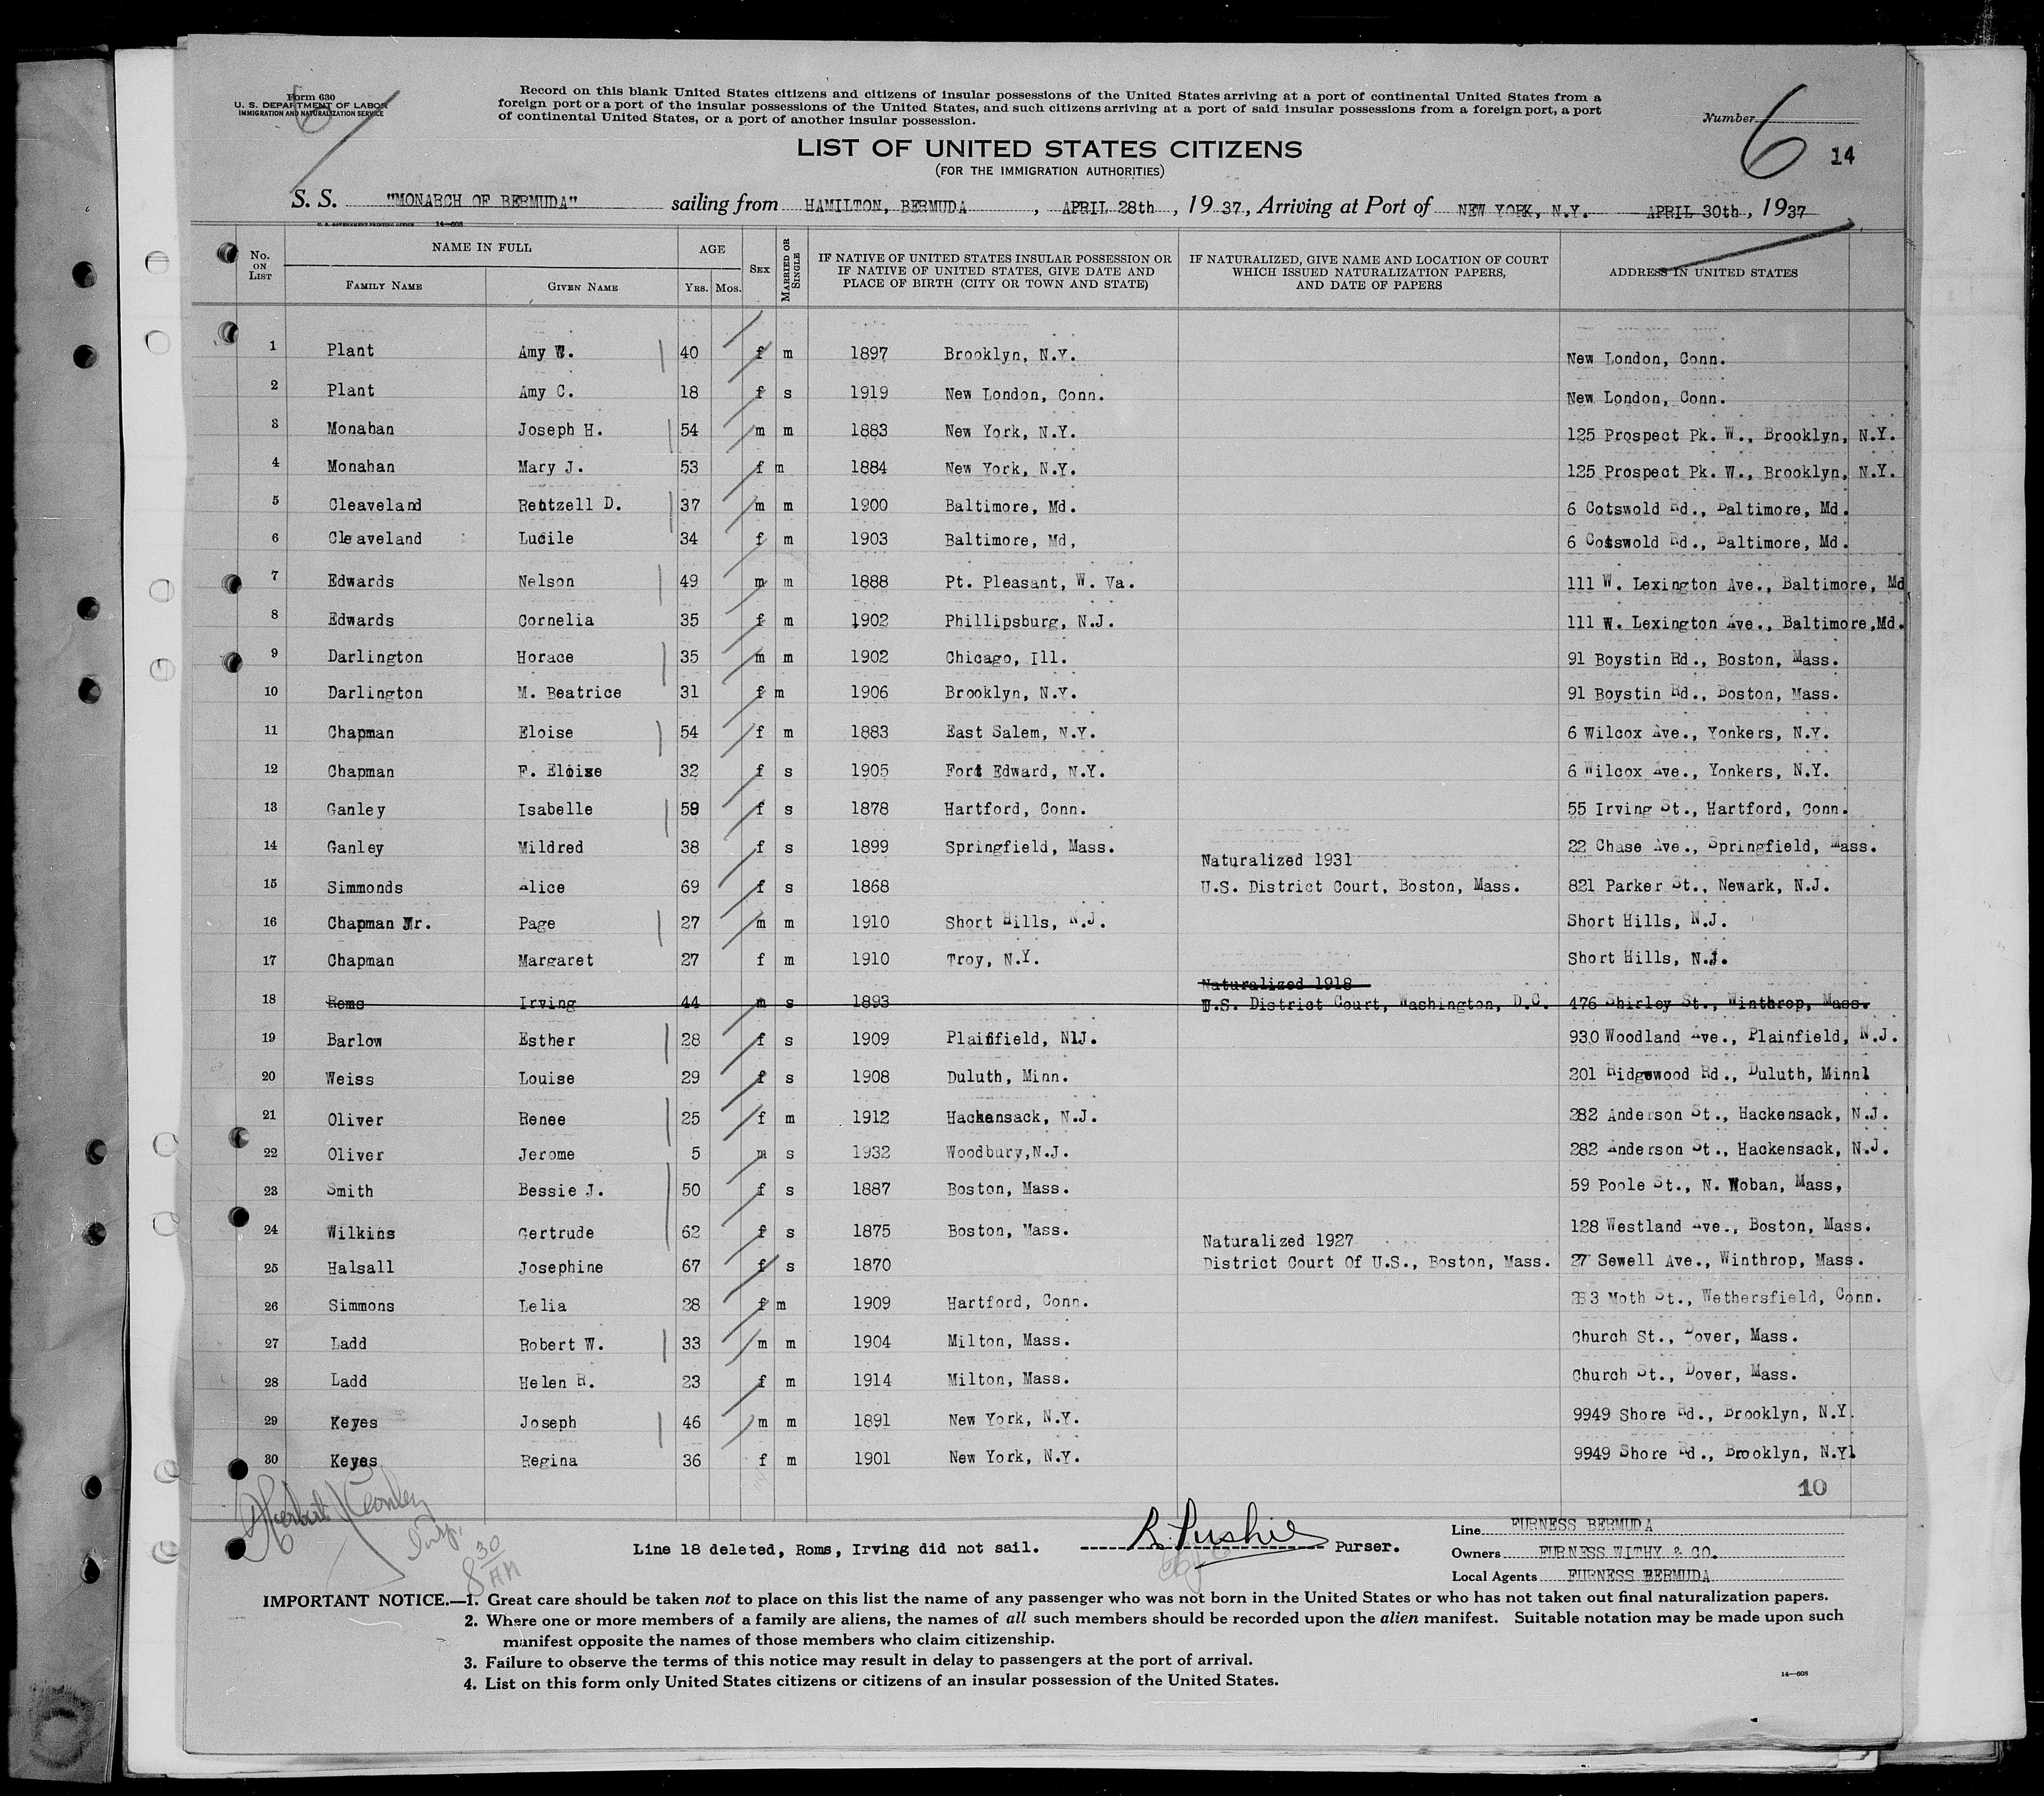 Form 630
U. S. DEPARTMENT OF LABOR
IMMIGRATION AND NATURALIZATION SERVICE
6
Record on this blank United States citizens and citizens of insular possessions of the United States arriving at a port of continental United States from a
foreign port or a port of the insular possessions of the United States, and such citizens arriving at a port of said insular possessions from a foreign port, a port
of continental United States, or a port of another insular possession.
Number 6 14
LIST OF UNITED STATES CITIZENS
(FOR THE IMMIGRATION AUTHORITIES)
S. S. "MONARCH OF BERMUDA" sailing from HAMILTON, BERMUDA, APRIL 28th, 1937, Arriving at Port of NEW YORK, N.Y. APRIL 30th, 1937
U. S. GOVERNMENT PRINTING OFFICE 14—608
No. ON LIST NAME IN FULL FAMILY NAME GIVEN NAME AGE YRS. MOS. SEX MARRIED OR SINGLE IF NATIVE OF UNITED STATES INSULAR POSSESSION OR IF NATIVE OF UNITED STATES, GIVE DATE AND PLACE OF BIRTH (CITY OR TOWN AND STATE) IF NATURALIZED, GIVE NAME AND LOCATION OF COURT WHICH ISSUED NATURALIZATION PAPERS, AND DATE OF PAPERS ADDRESS IN UNITED STATES
1 Plant Amy W. 40 f m 1897 Brooklyn, N.Y. New London, Conn.
2 Plant Amy C. 18 f s 1919 New London, Conn. New London, Conn.
3 Monahan Joseph H. 54 m m 1883 New York, N.Y. 125 Prospect Pk. W., Brooklyn, N.Y.
4 Monahan Mary J. 53 f m 1884 New York, N.Y. 125 Prospect Pk. W., Brooklyn, N.Y.
5 Cleaveland Rentzell D. 37 m m 1900 Baltimore, Md. 6 Cotswold Rd., Baltimore, Md.
6 Cleaveland Lucile 34 f m 1903 Baltimore, Md, 6 Cotswold Rd., Baltimore, Md.
7 Edwards Nelson 49 m m 1888 Pt. Pleasant, W. Va. 111 W. Lexington Ave., Baltimore, Md
8 Edwards Cornelia 35 f m 1902 Phillipsburg, N.J. 111 W. Lexington Ave., Baltimore,Md.
9 Darlington Horace 35 m m 1902 Chicago, Ill. 91 Boystin Rd., Boston, Mass.
10 Darlington M. Beatrice 31 f m 1906 Brooklyn, N.Y. 91 Boystin Rd., Boston, Mass.
11 Chapman Eloise 54 f m 1883 East Salem, N.Y. 6 Wilcox Ave., Yonkers, N.Y.
12 Chapman F. Eloise 32 f s 1905 Fort Edward, N.Y. 6 Wilcox Ave., Yonkers, N.Y.
13 Ganley Isabelle 59 f s 1878 Hartford, Conn. 55 Irving St., Hartford, Conn.
14 Ganley Mildred 38 f s 1899 Springfield, Mass. 22 Chase Ave., Springfield, Mass.
Naturalized 1931
15 Simmonds Alice 69 f s 1868 U.S. District Court, Boston, Mass. 821 Parker St., Newark, N.J.
16 Chapman Jr. Page 27 m m 1910 Short Hills, N.J. Short Hills, N.J.
17 Chapman Margaret 27 f m 1910 Troy, N.Y. Short Hills, N.J.
Naturalized 1918
18 Roms Irving 44 m s 1893 U.S. District Court, Washington, D.C. 476 Shirley St., Winthrop, Mass.
19 Barlow Esther 28 f s 1909 Plainfield, NlJ. 930 Woodland Ave., Plainfield, N.J.
20 Weiss Louise 29 f s 1908 Duluth, Minn. 201 Ridgewood Rd., Duluth, Minnl
21 Oliver Renee 25 f m 1912 Hackensack, N.J. 282 Anderson St., Hackensack, N.J.
22 Oliver Jerome 5 m s 1932 Woodbury,N.J. 282 Anderson St., Hackensack, N.J.
23 Smith Bessie J. 50 f s 1887 Boston, Mass. 59 Poole St., N. Woban, Mass,
24 Wilkins Gertrude 62 f s 1875 Boston, Mass. 128 Westland Ave., Boston, Mass.
Naturalized 1927
25 Halsall Josephine 67 f s 1870 District Court Of U.S., Boston, Mass. 27 Sewell Ave., Winthrop, Mass.
26 Simmons Lelia 28 f m 1909 Hartford, Conn. Moth St., Wethersfield, Conn.
27 Ladd Robert W. 33 m m 1904 Milton, Mass. Church St., Dover, Mass.
28 Ladd Helen R. 23 f m 1914 Milton, Mass. Church St., Dover, Mass.
29 Keyes Joseph 46 m m 1891 New York, N.Y. 9949 Shore Rd., Brooklyn, N.Y.
30 Keyes Regina 36 f m 1901 New York, N.Y. 9949 Shore Rd., Brooklyn, N.Yl
10
Insp.
8 30 AM
Line 18 deleted, Roms, Irving did not sail. R. Pushie Purser.
Line FURNESS BERMUDA
Owners FURNESS WITHY & CO.
Local Agents FURNESS BERMUDA
IMPORTANT NOTICE.—1. Great care should be taken not to place on this list the name of any passenger who was not born in the United States or who has not taken out final naturalization papers.
2. Where one or more members of a family are aliens, the names of all such members should be recorded upon the alien manifest. Suitable notation may be made upon such
manifest opposite the names of those members who claim citizenship.
3. Failure to observe the terms of this notice may result in delay to passengers at the port of arrival.
4. List on this form only United States citizens or citizens of an insular possession of the United States.
14—608